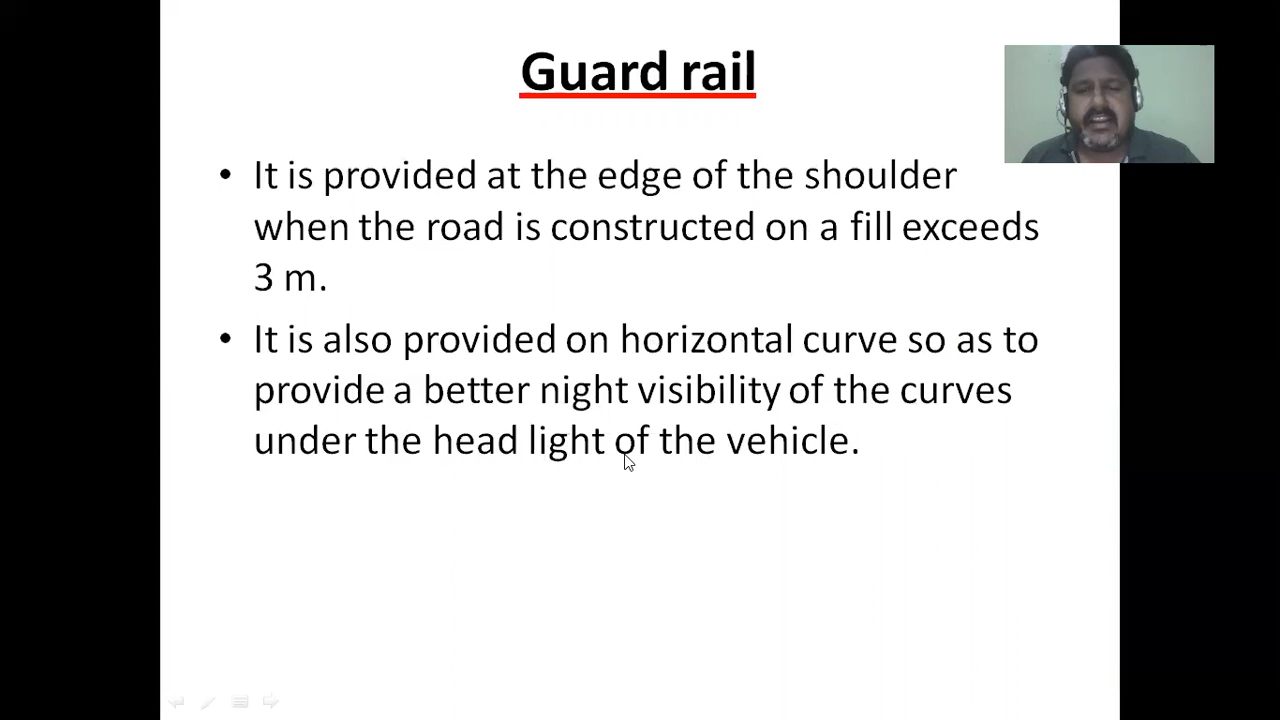 Guard rail
• It is provided at the edge of the shoulder
when the road is constructed on a fill exceeds
3 m.
• It is also provided on horizontal curve so as to
provide a better night visibility of the curves
under the head light of the vehicle.